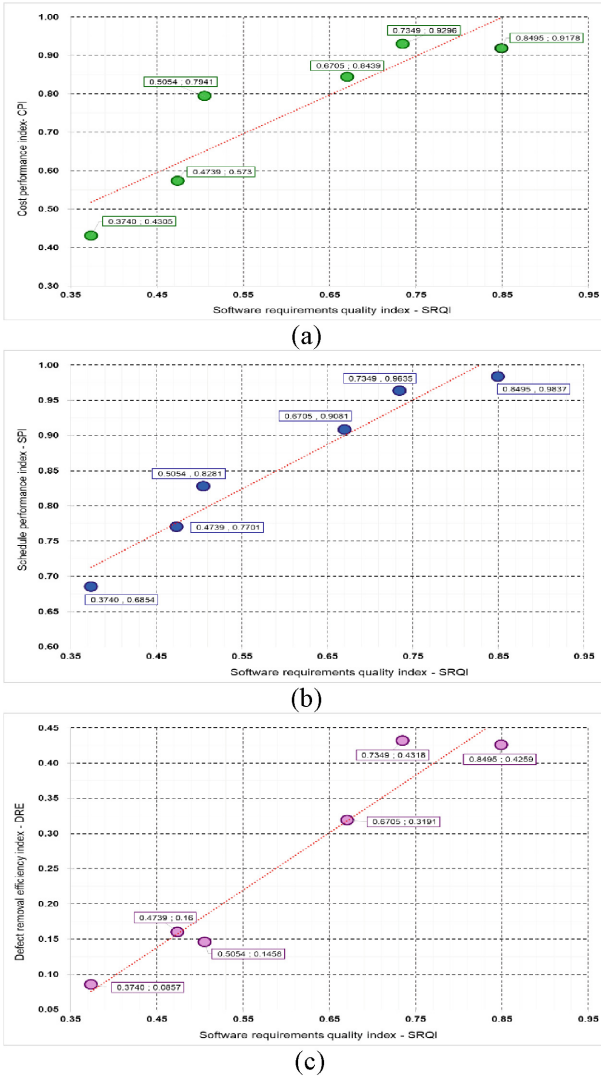 1.00
0.90
0.80
0.70
0.60
0.50
0.40
0.30
Cost performance index- CPI
0.7349 ; 0.9296
0.8495 ; 0.9178
0.6705 ; 0.8439
0.5054 ; 0.7941
0.4739 ; 0.573
0.3740 ; 0.4305
0.35 0.45 0.55 0.65 0.75 0.85 0.95
Software requirements quality index - SRQI
(a)
1.00
0.95
0.90
0.85
0.80
0.75
0.70
0.65
0.60
Schedule performance index - SPI
0.7349 , 0.9635
0.8495 , 0.9837
0.6705 , 0.9081
0.5054 , 0.8281
0.4739 , 0.7701
0.3740 , 0.6854
0.35 0.45 0.55 0.65 0.75 0.85 0.95
Software requirements quality index - SRQI
(b)
0.45
0.40
0.35
0.30
0.25
0.20
0.15
0.10
0.05
Defect removal efficiency index - DRE
0.7349 ; 0.4318
0.8495 ; 0.4259
0.6705 ; 0.3191
0.4739 ; 0.16
0.5054 ; 0.1458
0.3740 ; 0.0857
0.35 0.45 0.55 0.65 0.75 0.85 0.95
Software requirements quality index - SRQI
(c)